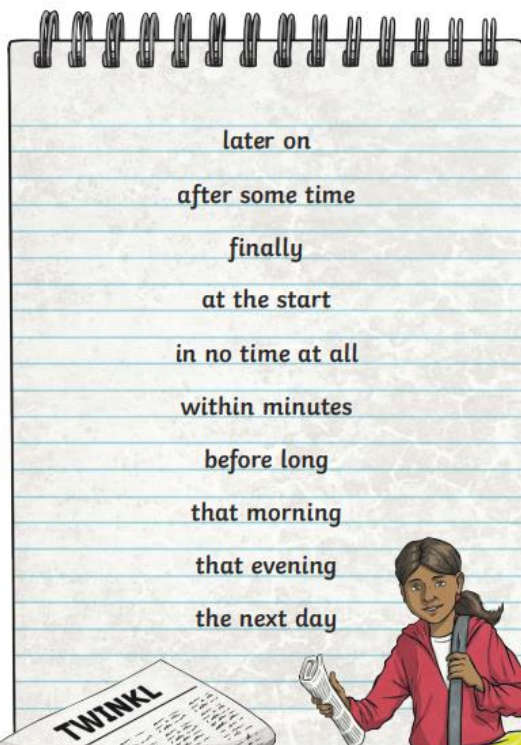 later on
after some time
finally
at the start
in no time at all
within minutes
before long
that morning
that evening
the next day
TWINKL